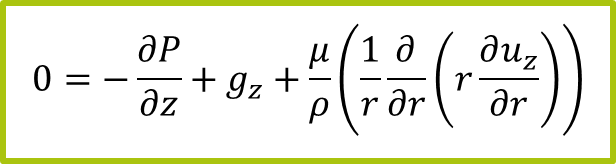 0 = −∂P/∂z + g_z + μ/ρ(1/r ∂/∂r(r ∂u_z/∂r))